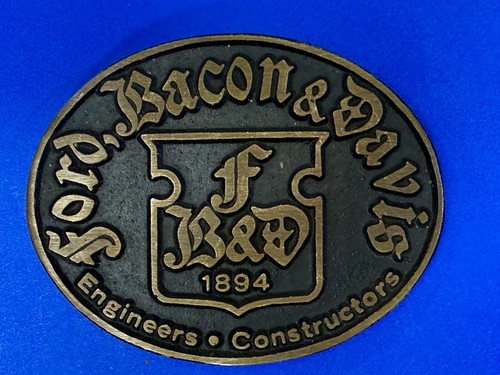 Ford, Bacon & Davis
F
B&D
1894
Engineers • Constructors